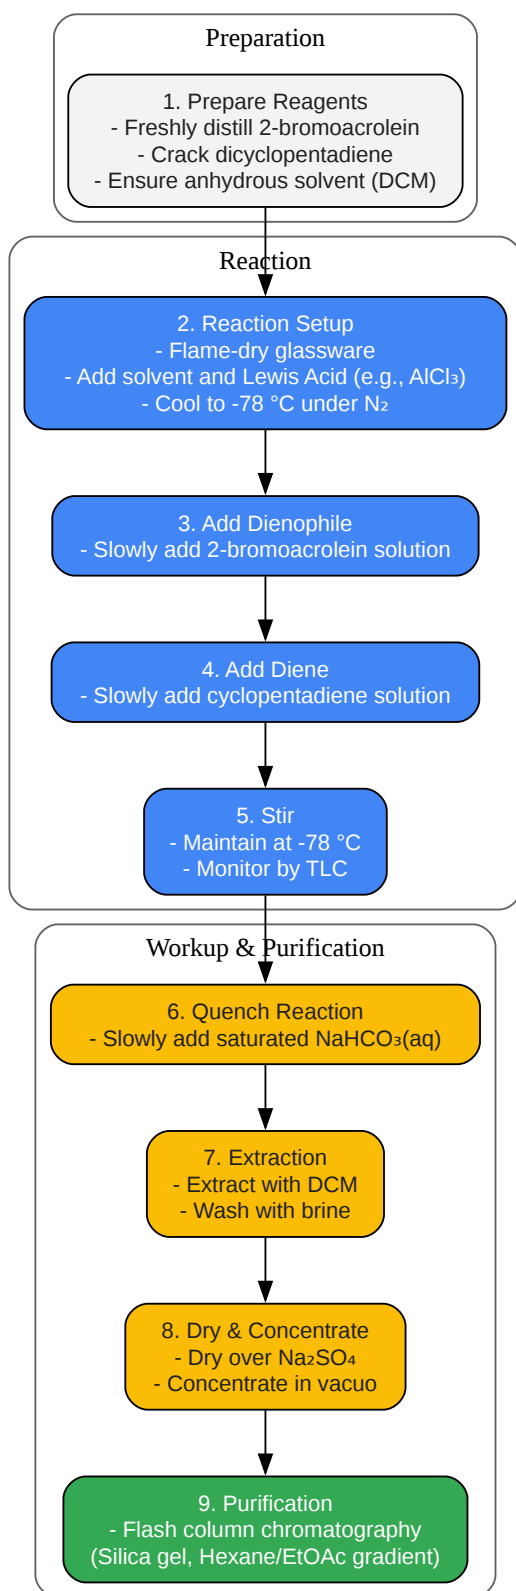 Preparation
1. Prepare Reagents
- Freshly distill 2-bromoacrolein
- Crack dicyclopentadiene
- Ensure anhydrous solvent (DCM)
Reaction
2. Reaction Setup
- Flame-dry glassware
- Add solvent and Lewis Acid (e.g., AlCl₃)
- Cool to -78 °C under N₂
3. Add Dienophile
- Slowly add 2-bromoacrolein solution
4. Add Diene
- Slowly add cyclopentadiene solution
5. Stir
- Maintain at -78 °C
- Monitor by TLC
Workup & Purification
6. Quench Reaction
- Slowly add saturated NaHCO₃(aq)
7. Extraction
- Extract with DCM
- Wash with brine
8. Dry & Concentrate
- Dry over Na₂SO₄
- Concentrate in vacuo
9. Purification
- Flash column chromatography
(Silica gel, Hexane/EtOAc gradient)